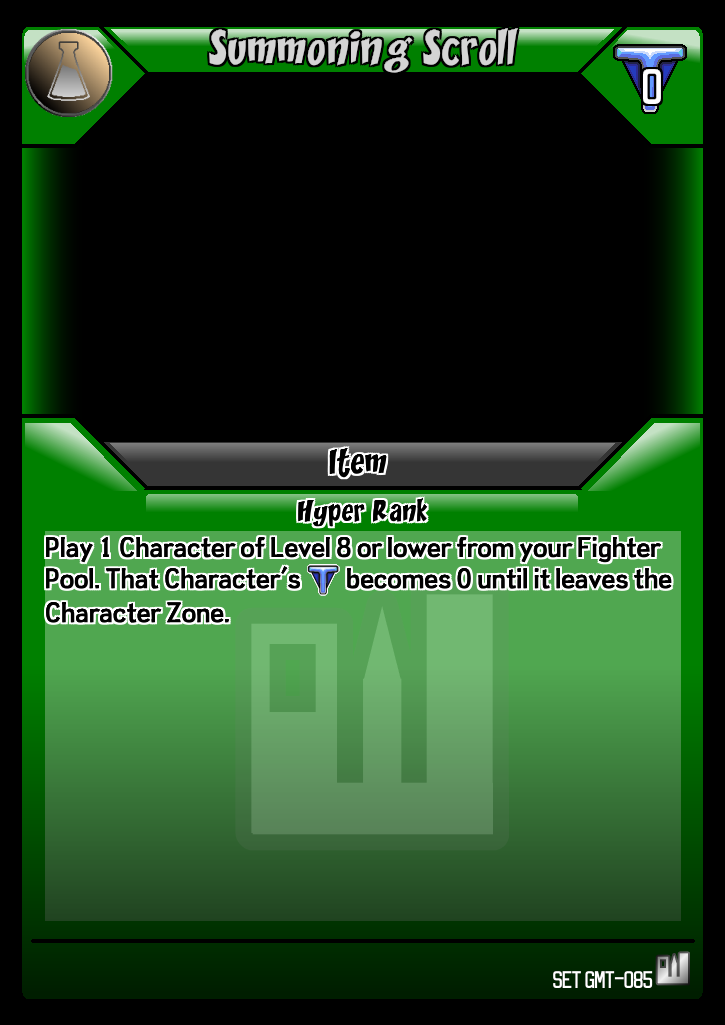 Summoning Scroll
0
Item
Hyper Rank
Play 1 Character of Level 8 or lower from your Fighter
Pool. That Character's T becomes 0 until it leaves the
Character Zone.
SET GMT-085